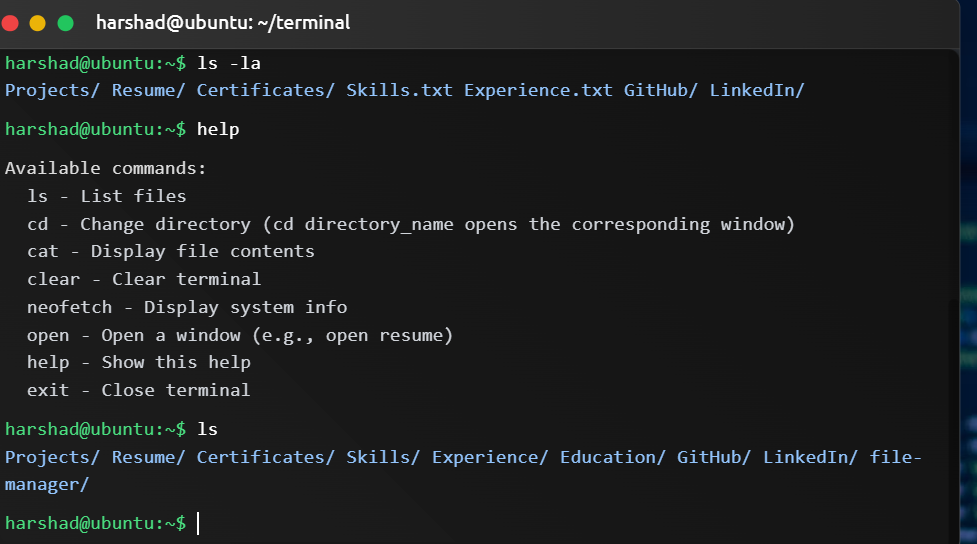 harshad@ubuntu: ~/terminal
harshad@ubuntu:~$ ls -la
Projects/ Resume/ Certificates/ Skills.txt Experience.txt GitHub/ LinkedIn/
harshad@ubuntu:~$ help
Available commands:
  ls - List files
  cd - Change directory (cd directory_name opens the corresponding window)
  cat - Display file contents
  clear - Clear terminal
  neofetch - Display system info
  open - Open a window (e.g., open resume)
  help - Show this help
  exit - Close terminal
harshad@ubuntu:~$ ls
Projects/ Resume/ Certificates/ Skills/ Experience/ Education/ GitHub/ LinkedIn/ file-
manager/
harshad@ubuntu:~$